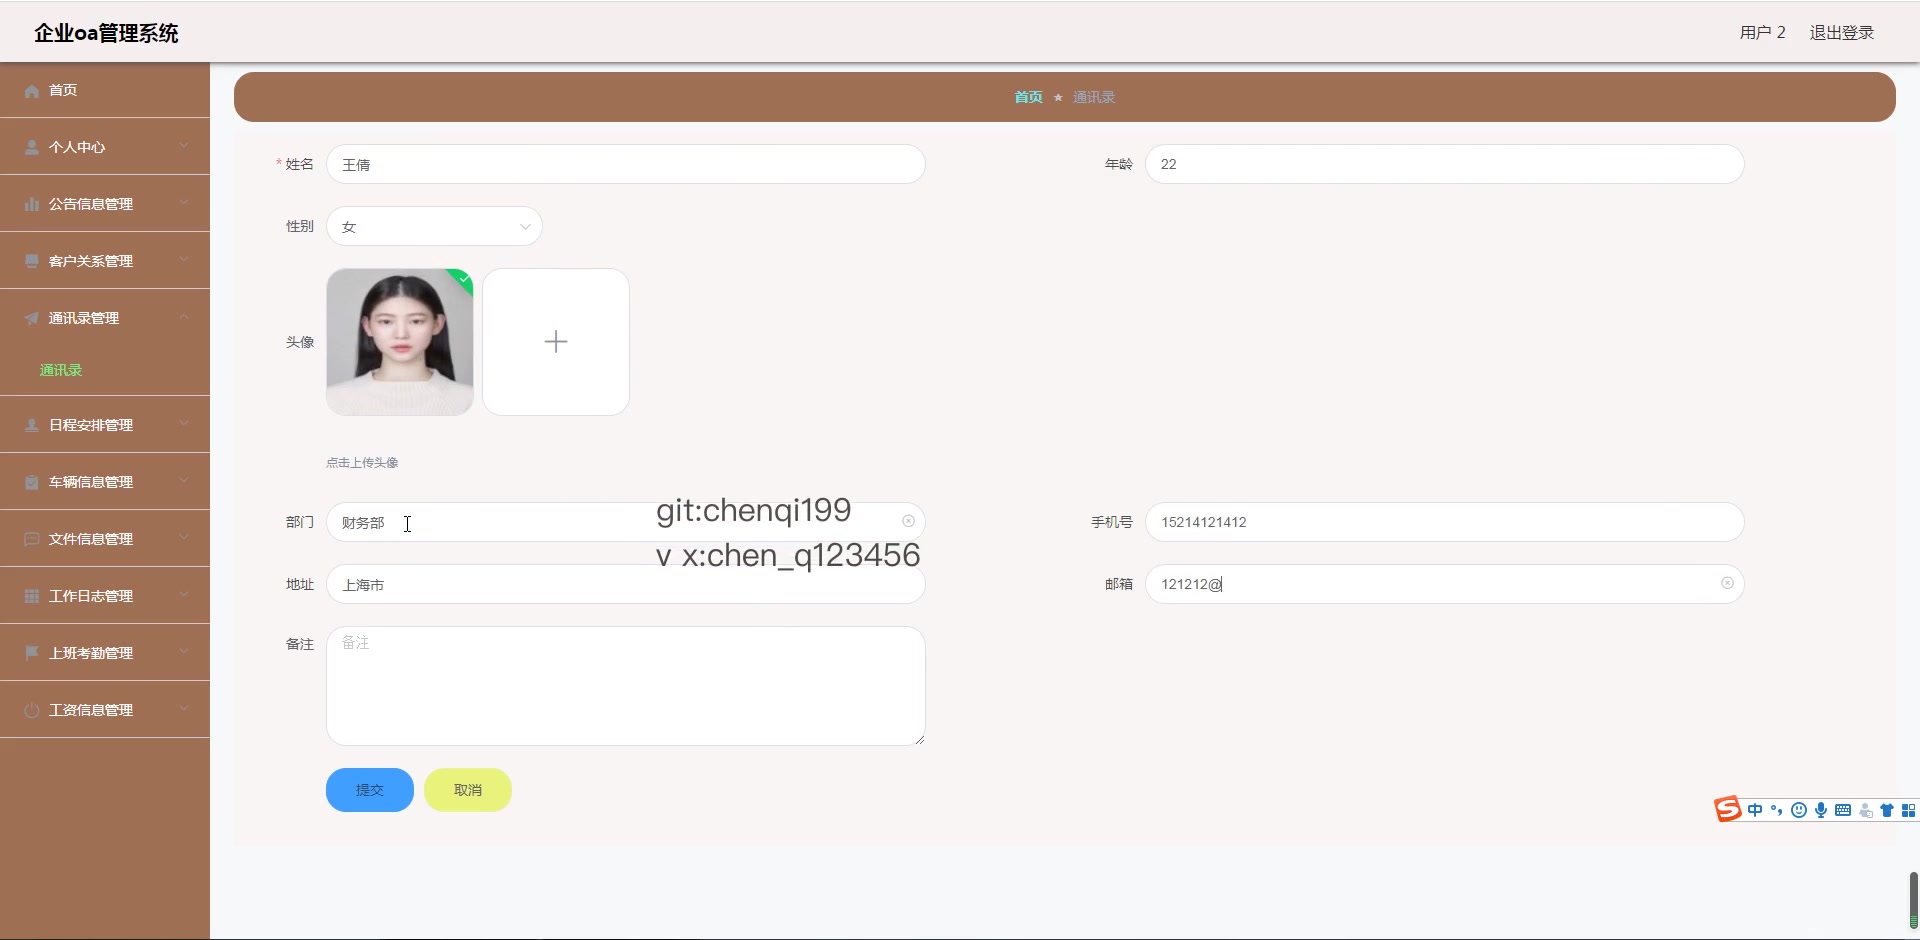 企业oa管理系统
用户 2
退出登录
首页
个人中心
公告信息管理
客户关系管理
通讯录管理
通讯录
日程安排管理
车辆信息管理
文件信息管理
工作日志管理
上班考勤管理
工资信息管理
首页 ★ 通讯录
* 姓名 王倩
年龄 22
性别 女
头像
点击上传头像
部门 财务部
手机号 15214121412
git:chenqi199
v x:chen_q123456
地址 上海市
邮箱 121212@
备注 备注
提交 取消
中